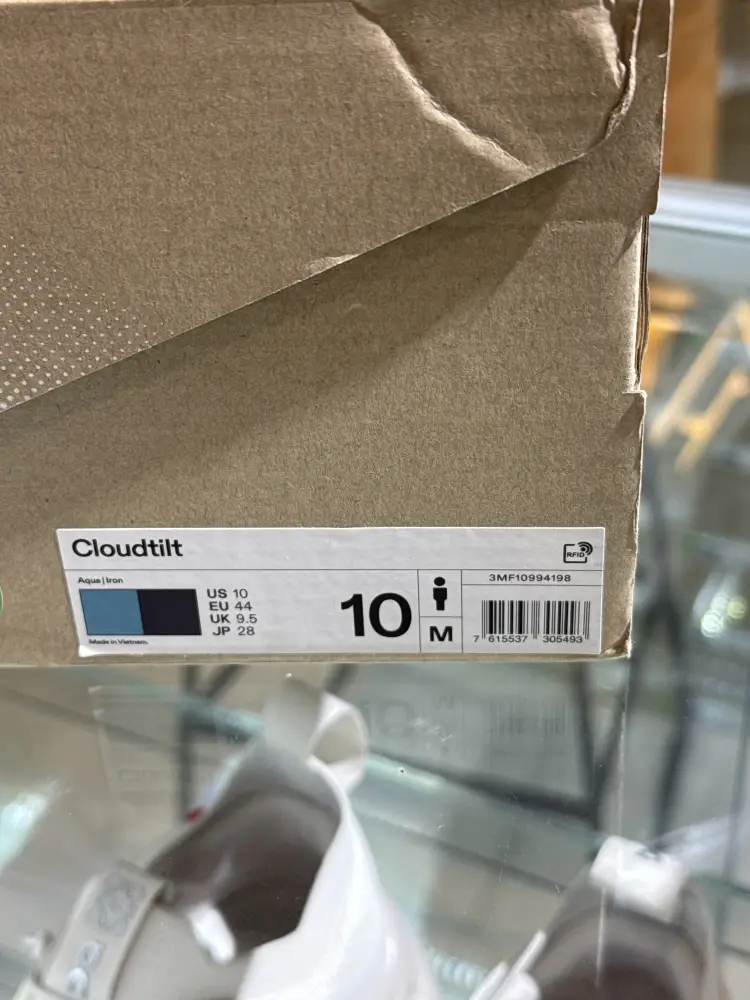 Cloudtilt
RFID
Aqua | Iron
US 10
EU 44
UK 9.5
JP 28
Made in Vietnam.
10
M
3MF10994198
7 615537 305493